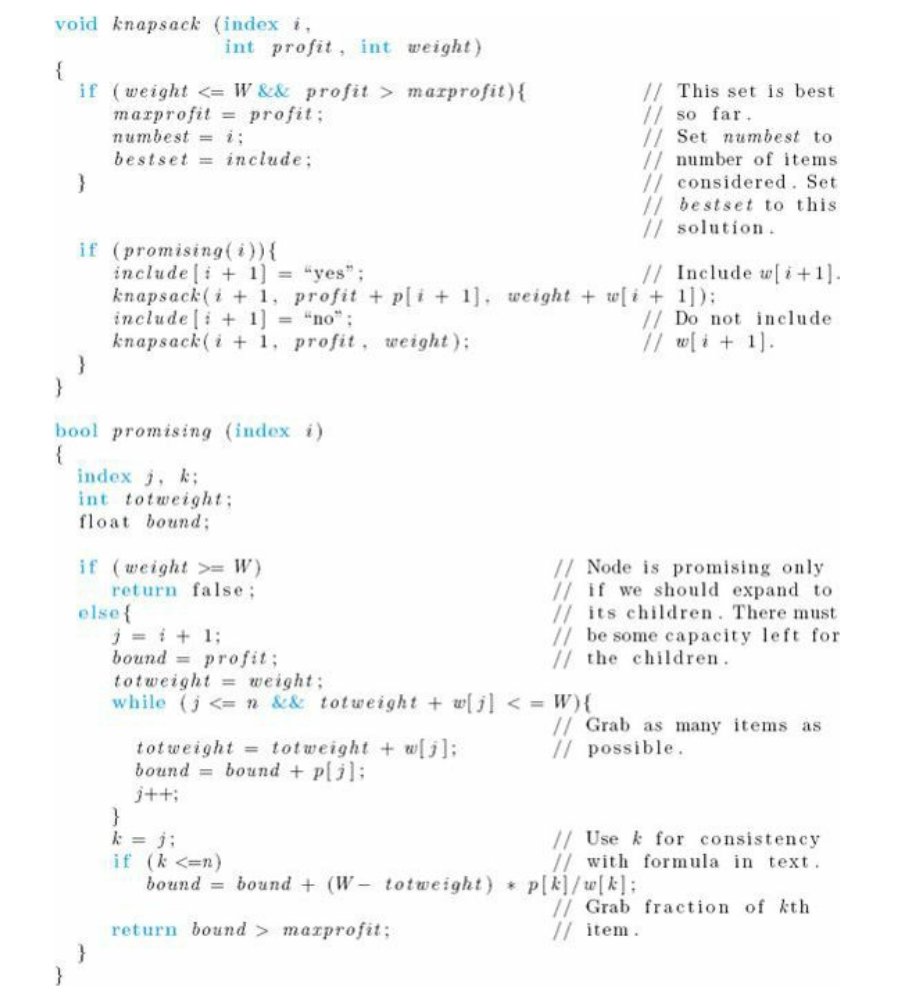 void knapsack (index i,
int profit, int weight)
{
if (weight <= W && profit > maxprofit){ // This set is best
maxprofit = profit; // so far.
numbest = i; // Set numbest to
bestset = include; // number of items
} // considered. Set
// bestset to this
// solution.
if (promising(i)){
include[i + 1] = “yes”; // Include w[i+1].
knapsack(i + 1, profit + p[i + 1], weight + w[i + 1]);
include[i + 1] = “no”; // Do not include
knapsack(i + 1, profit, weight); // w[i + 1].
}
}
bool promising (index i)
{
index j, k;
int totweight;
float bound;
if (weight >= W) // Node is promising only
return false; // if we should expand to
else{ // its children. There must
j = i + 1; // be some capacity left for
bound = profit; // the children.
totweight = weight;
while (j <= n && totweight + w[j] < = W){
// Grab as many items as
totweight = totweight + w[j]; // possible.
bound = bound + p[j];
j++;
}
k = j; // Use k for consistency
if (k <=n) // with formula in text.
bound = bound + (W − totweight) * p[k]/w[k];
// Grab fraction of kth
return bound > maxprofit; // item.
}
}